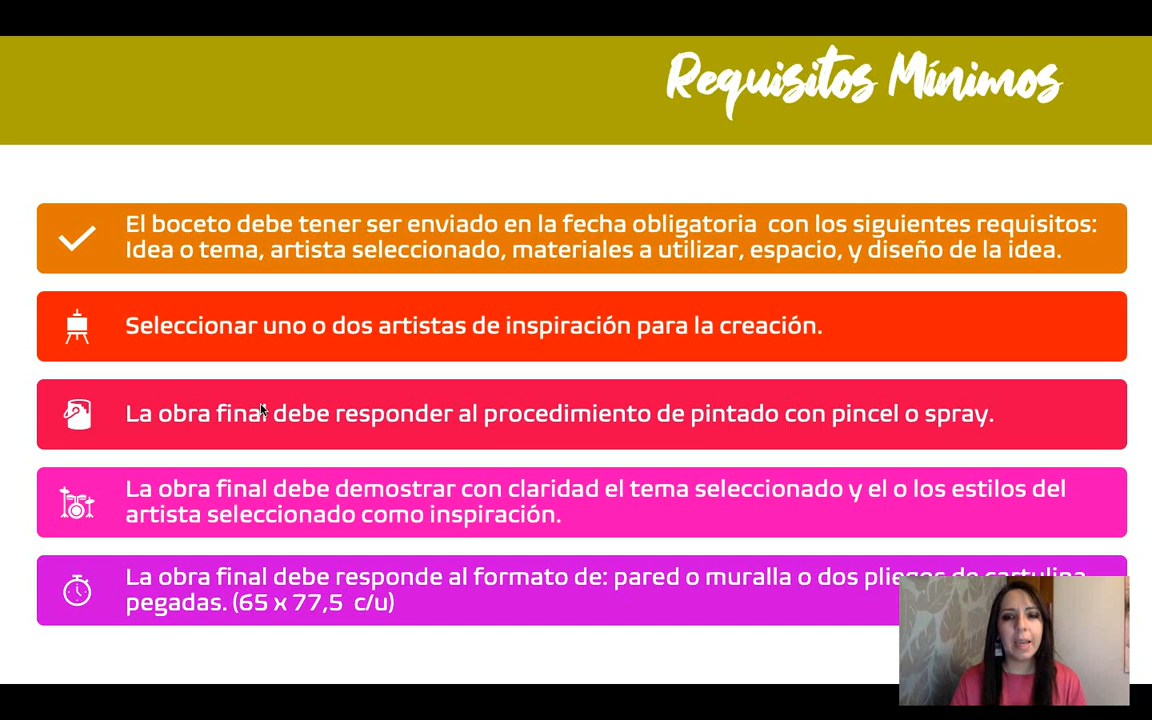 Requisitos Mínimos
El boceto debe tener ser enviado en la fecha obligatoria con los siguientes requisitos:
Idea o tema, artista seleccionado, materiales a utilizar, espacio, y diseño de la idea.
Seleccionar uno o dos artistas de inspiración para la creación.
La obra final debe responder al procedimiento de pintado con pincel o spray.
La obra final debe demostrar con claridad el tema seleccionado y el o los estilos del
artista seleccionado como inspiración.
La obra final debe responde al formato de: pared o muralla o dos pliegos de cartulina
pegadas. (65 x 77,5 c/u)